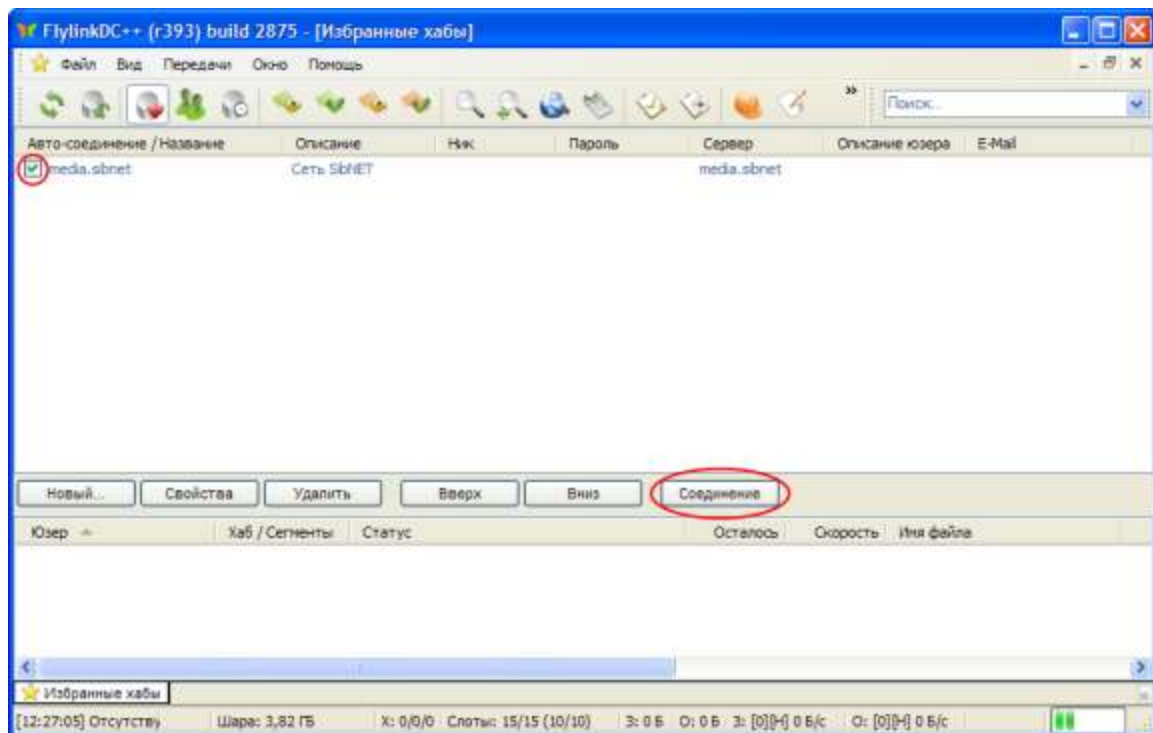 FlylinkDC++ (r393) build 2875 - [Избранные хабы]
Файл Вид Передачи Окно Помощь
Поиск...
Авто-соединение / Название Описание Ник Пароль Сервер Описание юзера E-Mail
media.sibnet Сеть SibNET media.sibnet
Новый... Свойства Удалить Вверх Вниз Соединение
Юзер Хаб / Сегменты Статус Осталось Скорость Имя файла
Избранные хабы
[12:27:05] Отсутству Шара: 3,82 ГБ X: 0/0/0 Слоты: 15/15 (10/10) З: 0 Б О: 0 Б З: [0][Н] 0 Б/с О: [0][Н] 0 Б/с